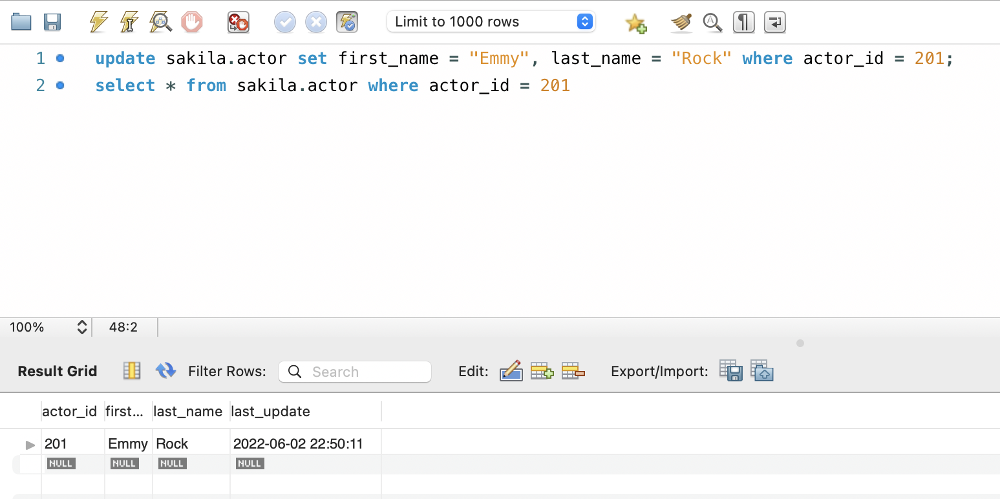 Limit to 1000 rows
1 update sakila.actor set first_name = "Emmy", last_name = "Rock" where actor_id = 201;
2 select * from sakila.actor where actor_id = 201
100% 48:2
Result Grid Filter Rows: Search Edit: Export/Import:
actor_id first... last_name last_update
201 Emmy Rock 2022-06-02 22:50:11
NULL NULL NULL NULL